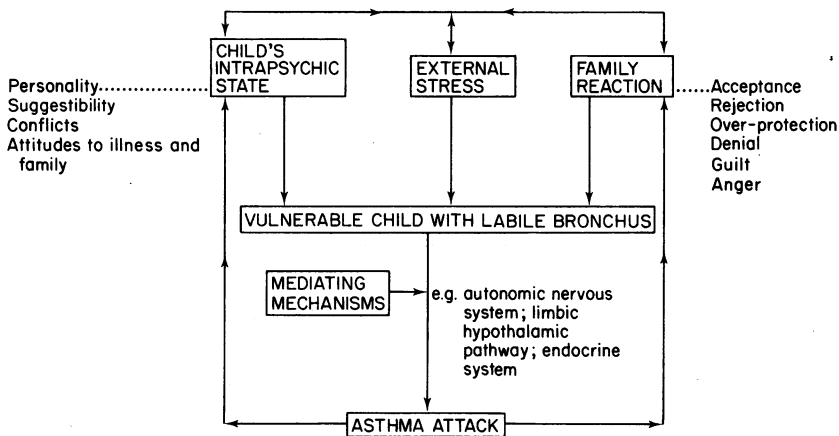 CHILD'S
INTRAPSYCHIC
STATE
EXTERNAL
STRESS
FAMILY
REACTION
Personality
Suggestibility
Conflicts
Attitudes to illness and
family
Acceptance
Rejection
Over-protection
Denial
Guilt
Anger
VULNERABLE CHILD WITH LABILE BRONCHUS
MEDIATING
MECHANISMS
e.g. autonomic nervous
system; limbic
hypothalamic
pathway; endocrine
system
ASTHMA ATTACK